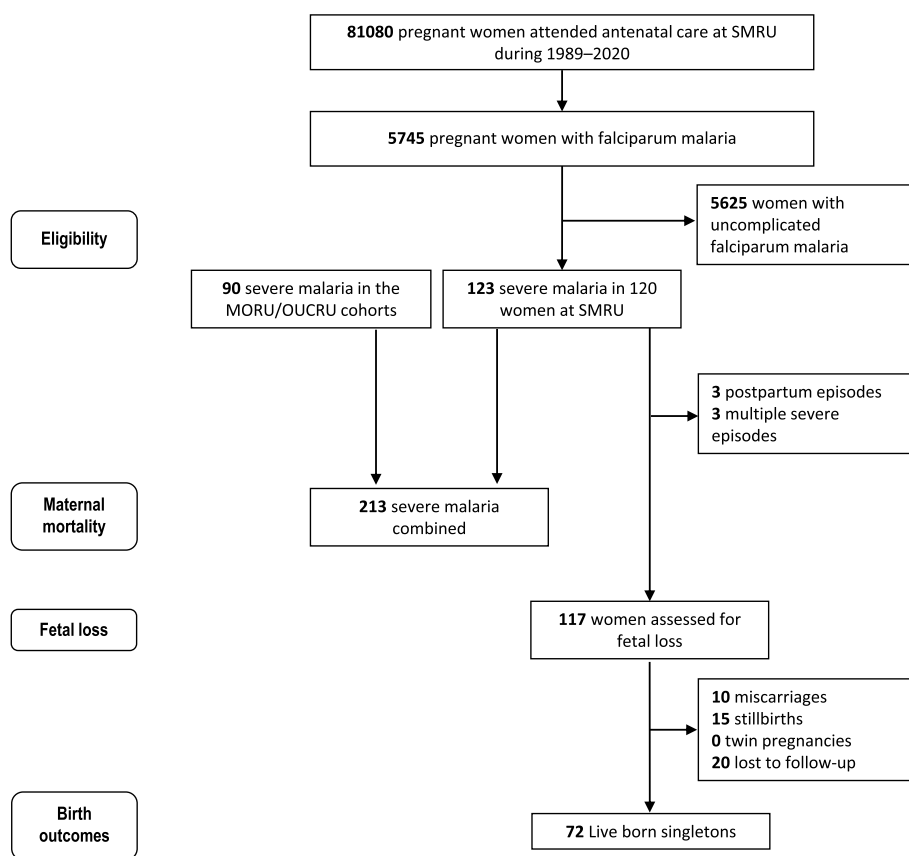 81080 pregnant women attended antenatal care at SMRU
during 1989–2020
5745 pregnant women with falciparum malaria
5625 women with
uncomplicated
falciparum malaria
Eligibility
90 severe malaria in the
MORU/OUCRU cohorts
123 severe malaria in 120
women at SMRU
3 postpartum episodes
3 multiple severe
episodes
Maternal
mortality
213 severe malaria
combined
Fetal loss
117 women assessed for
fetal loss
10 miscarriages
15 stillbirths
0 twin pregnancies
20 lost to follow-up
Birth
outcomes
72 Live born singletons